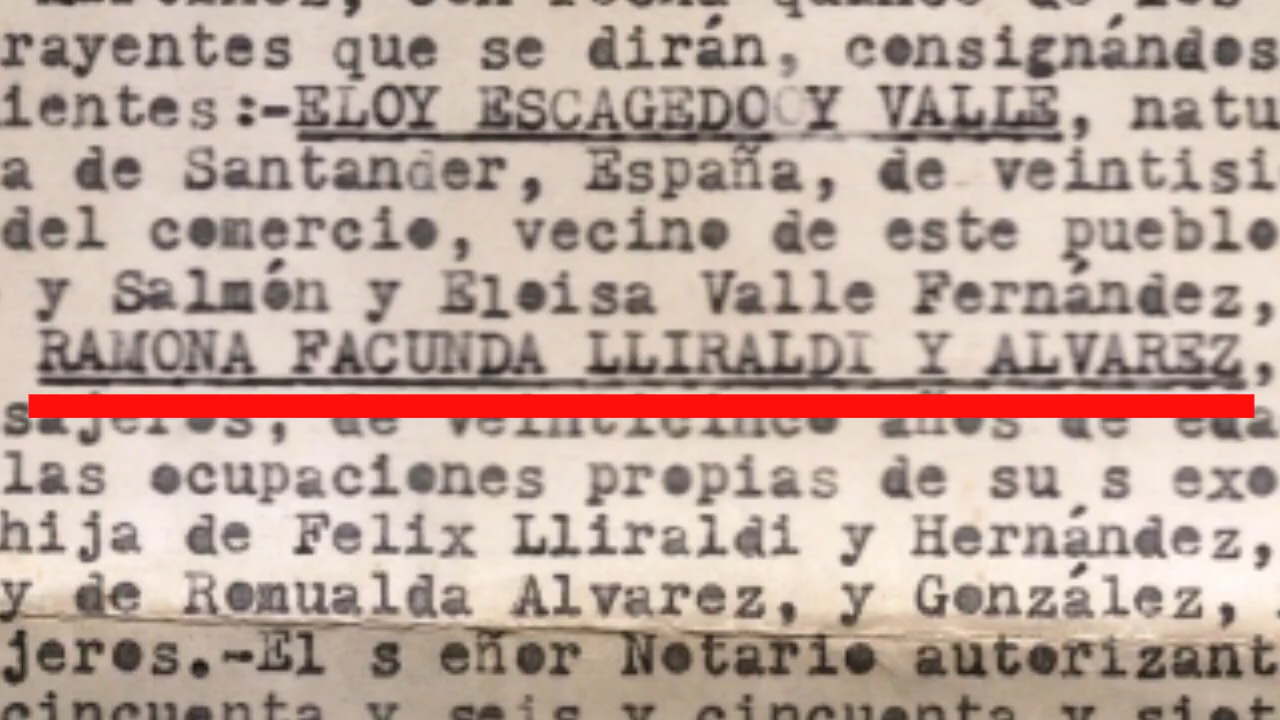 rayentes que se dirán, consignándos
ientes:-ELOY ESCAGEDO Y VALLE, natu
a de Santander, España, de veintisi
del comercio, vecino de este pueblo
y Salmón y Eloisa Valle Fernández,
RAMONA FACUNDA LLIRALDI Y ALVAREZ,
sajeros, de veinticinco años de eda
las ocupaciones propias de su s exo
hija de Felix Lliraldi y Hernández,
y de Romualda Alvarez, y González,
jeros.-El s eñor Notario autorizant
cincuenta y seis y cincuenta y siet